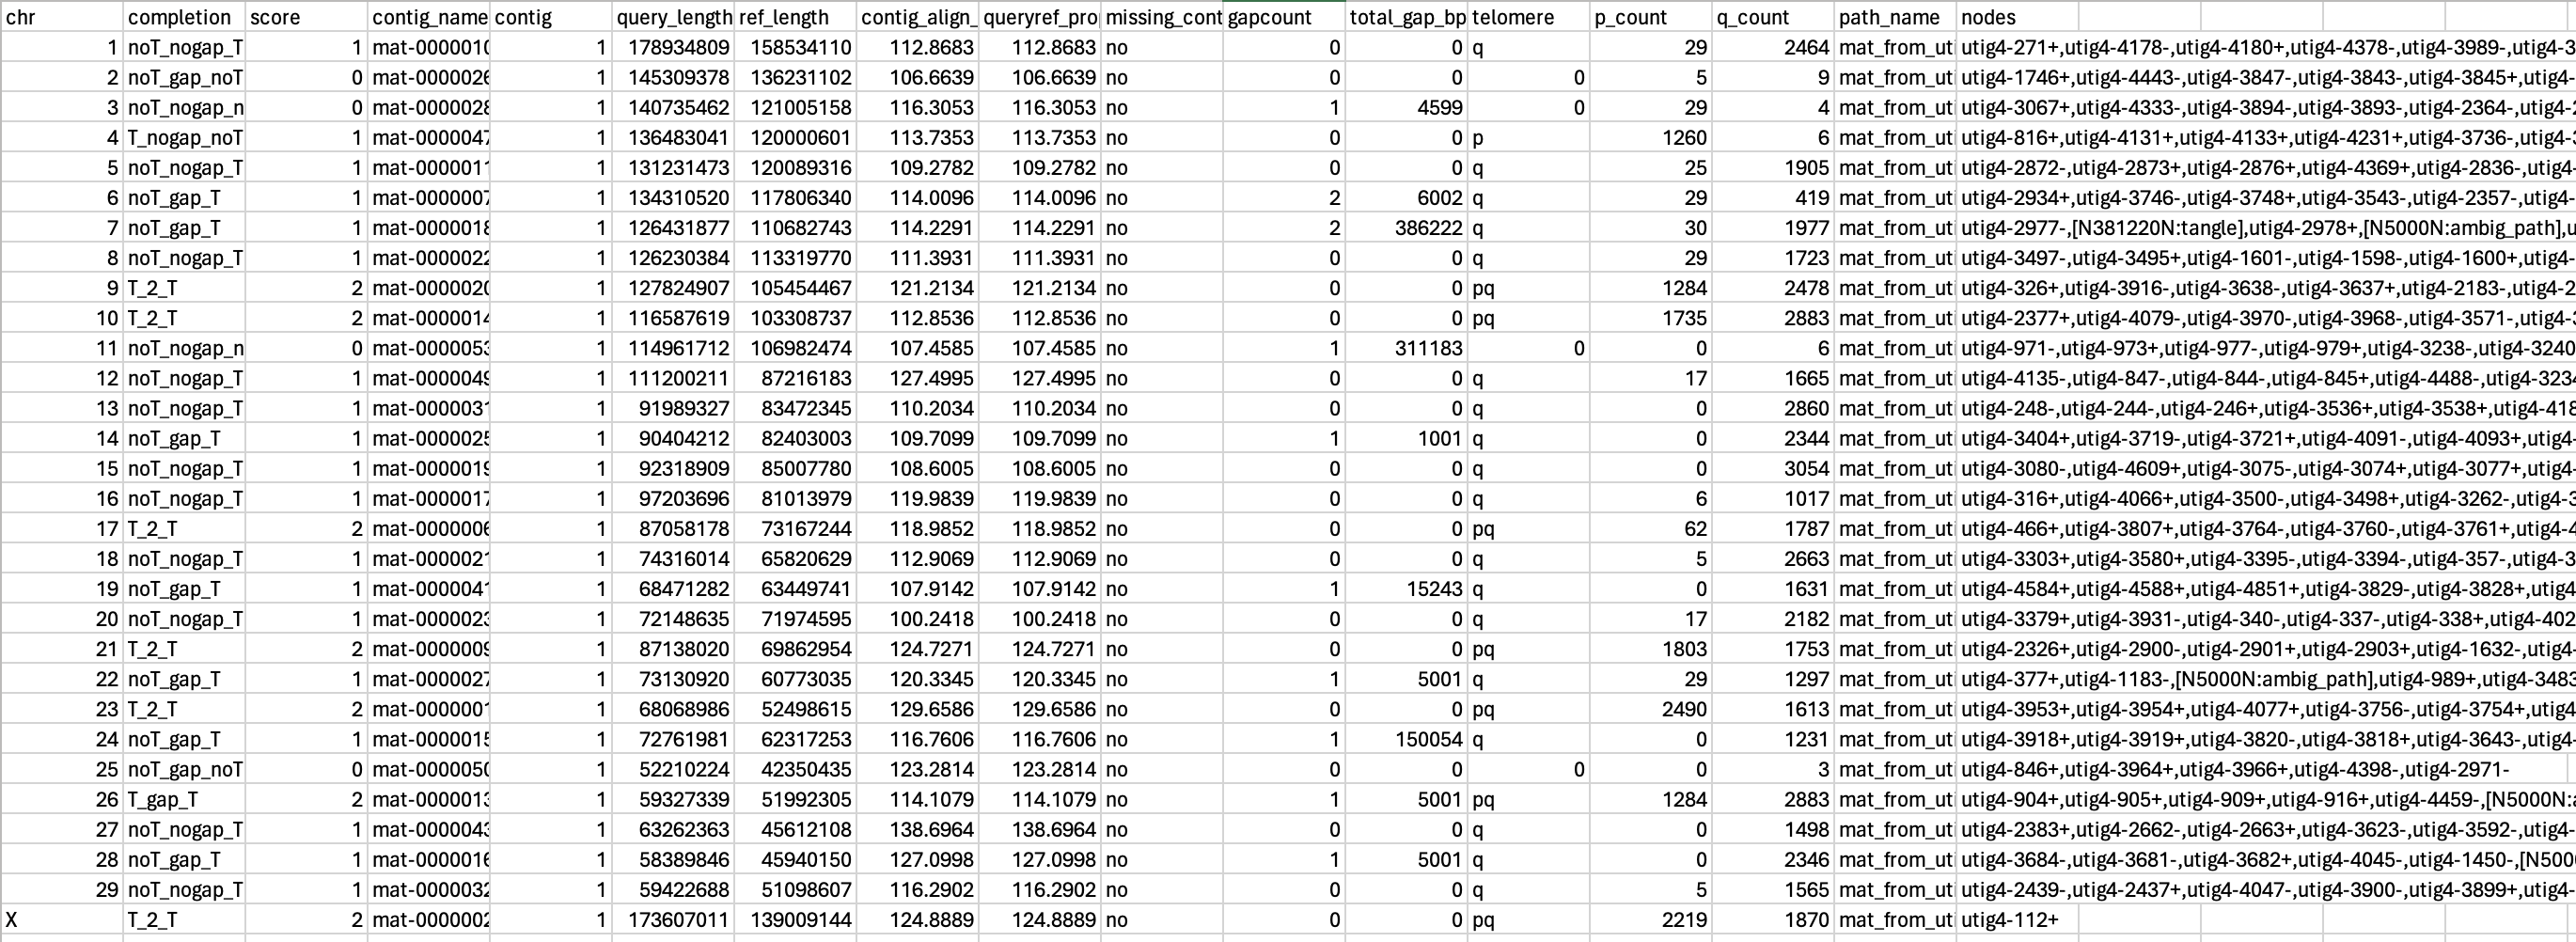 chr completion score contig_name contig query_length ref_length contig_align_ queryref_pro missing_cont gapcount total_gap_bp telomere p_count q_count path_name nodes
1 noT_nogap_T 1 mat-0000010 1 178934809 158534110 112.8683 112.8683 no 0 0 q 29 2464 mat_from_uti utig4-271+,utig4-4178-,utig4-4180+,utig4-4378-,utig4-3989-,utig4-3
2 noT_gap_noT 0 mat-0000026 1 145309378 136231102 106.6639 106.6639 no 0 0 0 5 9 mat_from_uti utig4-1746+,utig4-4443-,utig4-3847-,utig4-3843-,utig4-3845+,utig4-
3 noT_nogap_n 0 mat-0000028 1 140735462 121005158 116.3053 116.3053 no 1 4599 0 29 4 mat_from_uti utig4-3067+,utig4-4333-,utig4-3894-,utig4-3893-,utig4-2364-,utig4-
4 T_nogap_noT 1 mat-0000047 1 136483041 120000601 113.7353 113.7353 no 0 0 p 1260 6 mat_from_uti utig4-816+,utig4-4131+,utig4-4133+,utig4-4231+,utig4-3736-,utig4-
5 noT_nogap_T 1 mat-0000011 1 131231473 120089316 109.2782 109.2782 no 0 0 q 25 1905 mat_from_uti utig4-2872-,utig4-2873+,utig4-2876+,utig4-4369+,utig4-2836-,utig4-
6 noT_gap_T 1 mat-0000007 1 134310520 117806340 114.0096 114.0096 no 2 6002 q 29 419 mat_from_uti utig4-2934+,utig4-3746-,utig4-3748+,utig4-3543-,utig4-2357-,utig4-
7 noT_gap_T 1 mat-0000018 1 126431877 110682743 114.2291 114.2291 no 2 386222 q 30 1977 mat_from_uti utig4-2977-,[N381220N:tangle],utig4-2978+,[N5000N:ambig_path],u
8 noT_nogap_T 1 mat-0000022 1 126230384 113319770 111.3931 111.3931 no 0 0 q 29 1723 mat_from_uti utig4-3497-,utig4-3495+,utig4-1601-,utig4-1598-,utig4-1600+,utig4-
9 T_2_T 2 mat-0000020 1 127824907 105454467 121.2134 121.2134 no 0 0 pq 1284 2478 mat_from_uti utig4-326+,utig4-3916-,utig4-3638-,utig4-3637+,utig4-2183-,utig4-2
10 T_2_T 2 mat-0000014 1 116587619 103308737 112.8536 112.8536 no 0 0 pq 1735 2883 mat_from_uti utig4-2377+,utig4-4079-,utig4-3970-,utig4-3968-,utig4-3571-,utig4-
11 noT_nogap_n 0 mat-0000053 1 114961712 106982474 107.4585 107.4585 no 1 311183 0 0 6 mat_from_uti utig4-971-,utig4-973+,utig4-977-,utig4-979+,utig4-3238-,utig4-3240
12 noT_nogap_T 1 mat-0000049 1 111200211 87216183 127.4995 127.4995 no 0 0 q 17 1665 mat_from_uti utig4-4135-,utig4-847-,utig4-844-,utig4-845+,utig4-4488-,utig4-3234
13 noT_nogap_T 1 mat-0000031 1 91989327 83472345 110.2034 110.2034 no 0 0 q 0 2860 mat_from_uti utig4-248-,utig4-244-,utig4-246+,utig4-3536+,utig4-3538+,utig4-418
14 noT_gap_T 1 mat-0000025 1 90404212 82403003 109.7099 109.7099 no 1 1001 q 0 2344 mat_from_uti utig4-3404+,utig4-3719-,utig4-3721+,utig4-4091-,utig4-4093+,utig4-
15 noT_nogap_T 1 mat-0000019 1 92318909 85007780 108.6005 108.6005 no 0 0 q 0 3054 mat_from_uti utig4-3080-,utig4-4609+,utig4-3075-,utig4-3074+,utig4-3077+,utig4-
16 noT_nogap_T 1 mat-0000017 1 97203696 81013979 119.9839 119.9839 no 0 0 q 6 1017 mat_from_uti utig4-316+,utig4-4066+,utig4-3500-,utig4-3498+,utig4-3262-,utig4-3
17 T_2_T 2 mat-0000006 1 87058178 73167244 118.9852 118.9852 no 0 0 pq 62 1787 mat_from_uti utig4-466+,utig4-3807+,utig4-3764-,utig4-3760-,utig4-3761+,utig4-4
18 noT_nogap_T 1 mat-0000021 1 74316014 65820629 112.9069 112.9069 no 0 0 q 5 2663 mat_from_uti utig4-3303+,utig4-3580+,utig4-3395-,utig4-3394-,utig4-357-,utig4-3
19 noT_gap_T 1 mat-0000041 1 68471282 63449741 107.9142 107.9142 no 1 15243 q 0 1631 mat_from_uti utig4-4584+,utig4-4588+,utig4-4851+,utig4-3829-,utig4-3828+,utig4
20 noT_nogap_T 1 mat-0000023 1 72148635 71974595 100.2418 100.2418 no 0 0 q 17 2182 mat_from_uti utig4-3379+,utig4-3931-,utig4-340-,utig4-337-,utig4-338+,utig4-402
21 T_2_T 2 mat-0000009 1 87138020 69862954 124.7271 124.7271 no 0 0 pq 1803 1753 mat_from_uti utig4-2326+,utig4-2900-,utig4-2901+,utig4-2903+,utig4-1632-,utig4-
22 noT_gap_T 1 mat-0000027 1 73130920 60773035 120.3345 120.3345 no 1 5001 q 29 1297 mat_from_uti utig4-377+,utig4-1183-,[N5000N:ambig_path],utig4-989+,utig4-3483
23 T_2_T 2 mat-0000001 1 68068986 52498615 129.6586 129.6586 no 0 0 pq 2490 1613 mat_from_uti utig4-3953+,utig4-3954+,utig4-4077+,utig4-3756-,utig4-3754+,utig4
24 noT_gap_T 1 mat-0000015 1 72761981 62317253 116.7606 116.7606 no 1 150054 q 0 1231 mat_from_uti utig4-3918+,utig4-3919+,utig4-3820-,utig4-3818+,utig4-3643-,utig4-
25 noT_gap_noT 0 mat-0000050 1 52210224 42350435 123.2814 123.2814 no 0 0 0 0 3 mat_from_uti utig4-846+,utig4-3964+,utig4-3966+,utig4-4398-,utig4-2971-
26 T_gap_T 2 mat-0000013 1 59327339 51992305 114.1079 114.1079 no 1 5001 pq 1284 2883 mat_from_uti utig4-904+,utig4-905+,utig4-909+,utig4-916+,utig4-4459-,[N5000N:a
27 noT_nogap_T 1 mat-0000043 1 63262363 45612108 138.6964 138.6964 no 0 0 q 0 1498 mat_from_uti utig4-2383+,utig4-2662-,utig4-2663+,utig4-3623-,utig4-3592-,utig4-
28 noT_gap_T 1 mat-0000016 1 58389846 45940150 127.0998 127.0998 no 1 5001 q 0 2346 mat_from_uti utig4-3684-,utig4-3681-,utig4-3682+,utig4-4045-,utig4-1450-,[N500
29 noT_nogap_T 1 mat-0000032 1 59422688 51098607 116.2902 116.2902 no 0 0 q 5 1565 mat_from_uti utig4-2439-,utig4-2437+,utig4-4047-,utig4-3900-,utig4-3899+,utig4-
X T_2_T 2 mat-0000002 1 173607011 139009144 124.8889 124.8889 no 0 0 pq 2219 1870 mat_from_uti utig4-112+